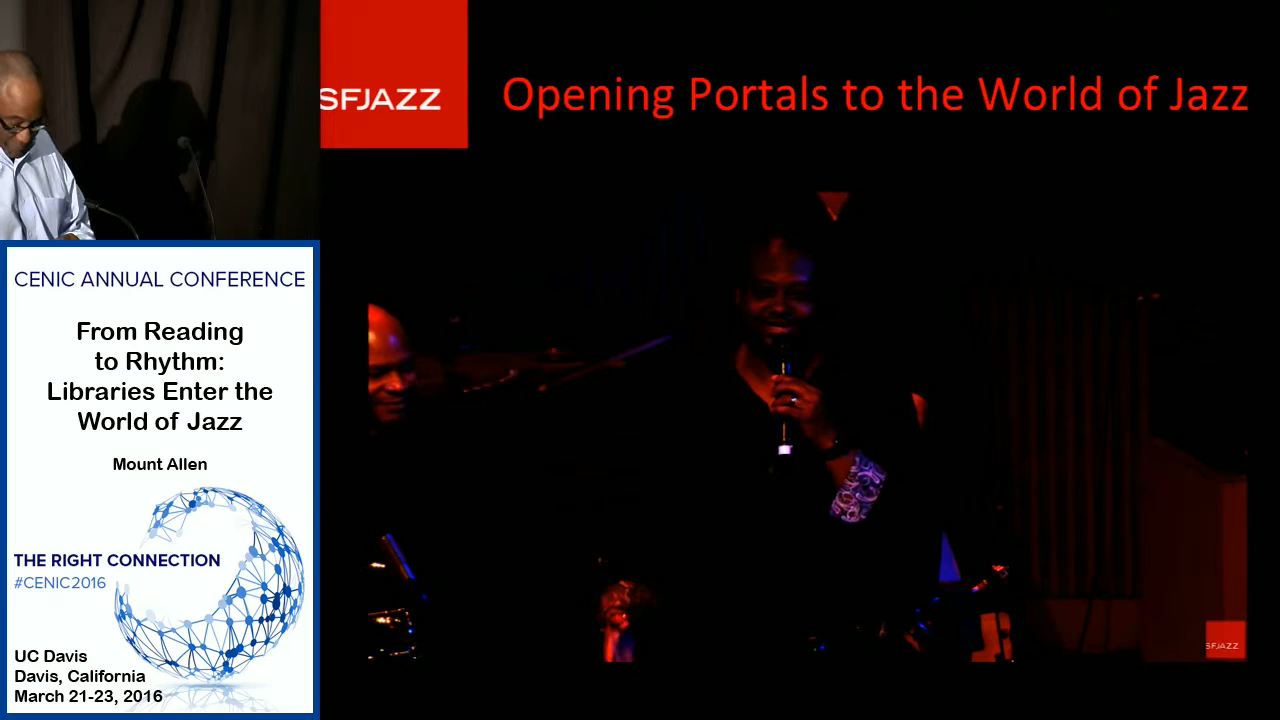 SFJAZZ
Opening Portals to the World of Jazz
CENIC ANNUAL CONFERENCE
From Reading
to Rhythm:
Libraries Enter the
World of Jazz
Mount Allen
THE RIGHT CONNECTION
#CENIC2016
UC Davis
Davis, California
March 21-23, 2016
SFJAZZ